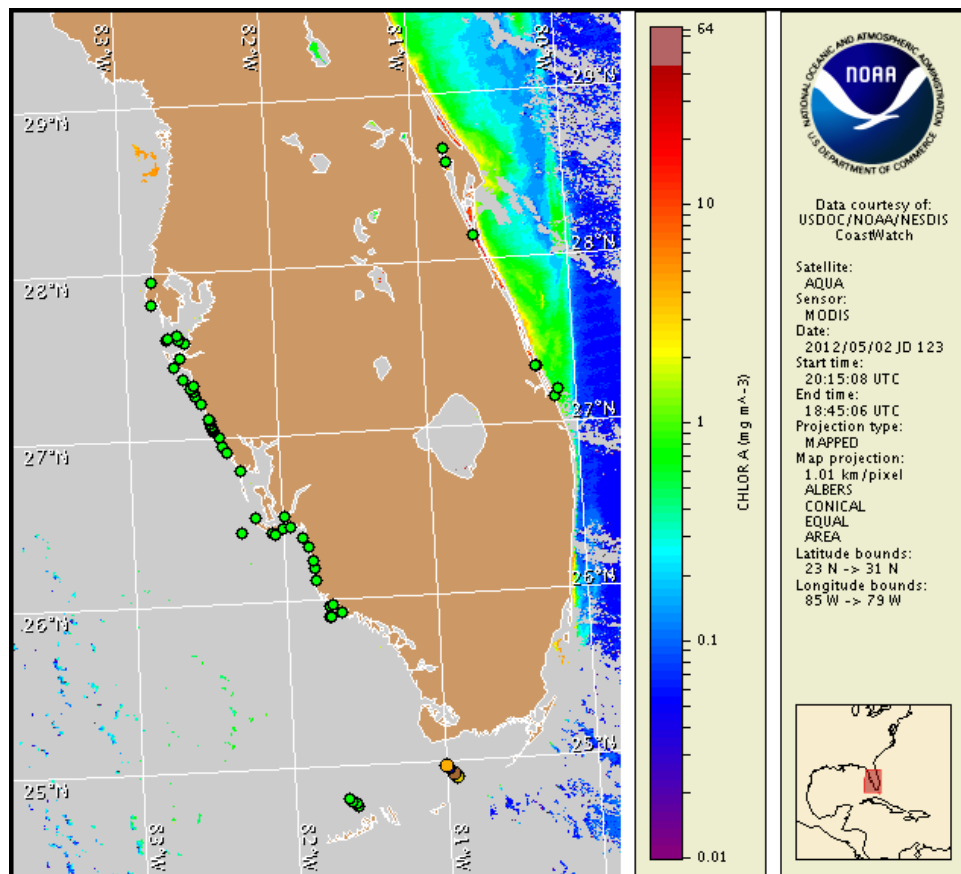 83°W
82°W
81°W
80°W
29°N
29°N
28°N
28°N
27°N
27°N
26°N
26°N
25°N
25°N
83°W
82°W
81°W
64
10
1
0.1
0.01
CHLOR A (mg m^-3)
NATIONAL OCEANIC AND ATMOSPHERIC ADMINISTRATION
NOAA
U.S. DEPARTMENT OF COMMERCE
Data courtesy of:
USDOC/NOAA/NESDIS
CoastWatch
Satellite:
AQUA
Sensor:
MODIS
Date:
2012/05/02 JD 123
Start time:
20:15:08 UTC
End time:
18:45:06 UTC
Projection type:
MAPPED
Map projection:
1.01 km/pixel
ALBERS
CONICAL
EQUAL
AREA
Latitude bounds:
23 N -> 31 N
Longitude bounds:
85 W -> 79 W